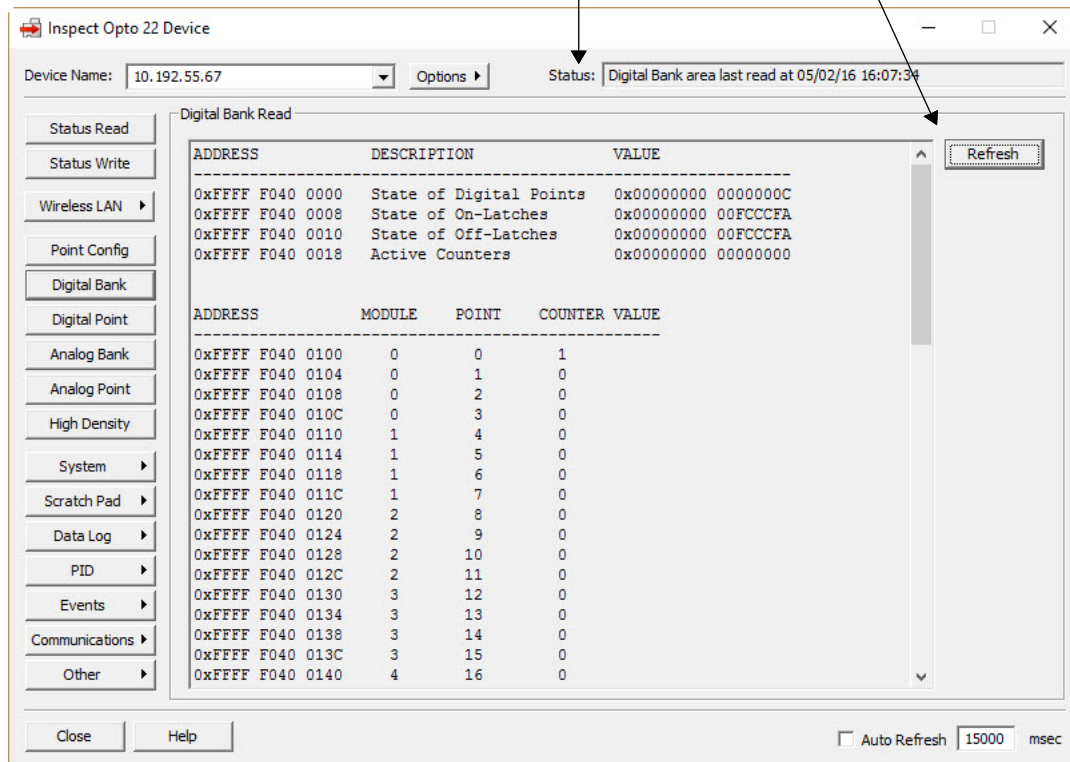 Inspect Opto 22 Device
Device Name: 10.192.55.67 Options Status: Digital Bank area last read at 05/02/16 16:07:34
Status Read
Status Write
Wireless LAN
Point Config
Digital Bank
Digital Point
Analog Bank
Analog Point
High Density
System
Scratch Pad
Data Log
PID
Events
Communications
Other
Digital Bank Read
ADDRESS DESCRIPTION VALUE
0xFFFF F040 0000 State of Digital Points 0x00000000 0000000C
0xFFFF F040 0008 State of On-Latches 0x00000000 00FCCCFA
0xFFFF F040 0010 State of Off-Latches 0x00000000 00FCCCFA
0xFFFF F040 0018 Active Counters 0x00000000 00000000
ADDRESS MODULE POINT COUNTER VALUE
0xFFFF F040 0100 0 0 1
0xFFFF F040 0104 0 1 0
0xFFFF F040 0108 0 2 0
0xFFFF F040 010C 0 3 0
0xFFFF F040 0110 1 4 0
0xFFFF F040 0114 1 5 0
0xFFFF F040 0118 1 6 0
0xFFFF F040 011C 1 7 0
0xFFFF F040 0120 2 8 0
0xFFFF F040 0124 2 9 0
0xFFFF F040 0128 2 10 0
0xFFFF F040 012C 2 11 0
0xFFFF F040 0130 3 12 0
0xFFFF F040 0134 3 13 0
0xFFFF F040 0138 3 14 0
0xFFFF F040 013C 3 15 0
0xFFFF F040 0140 4 16 0
Refresh
Close Help Auto Refresh 15000 msec